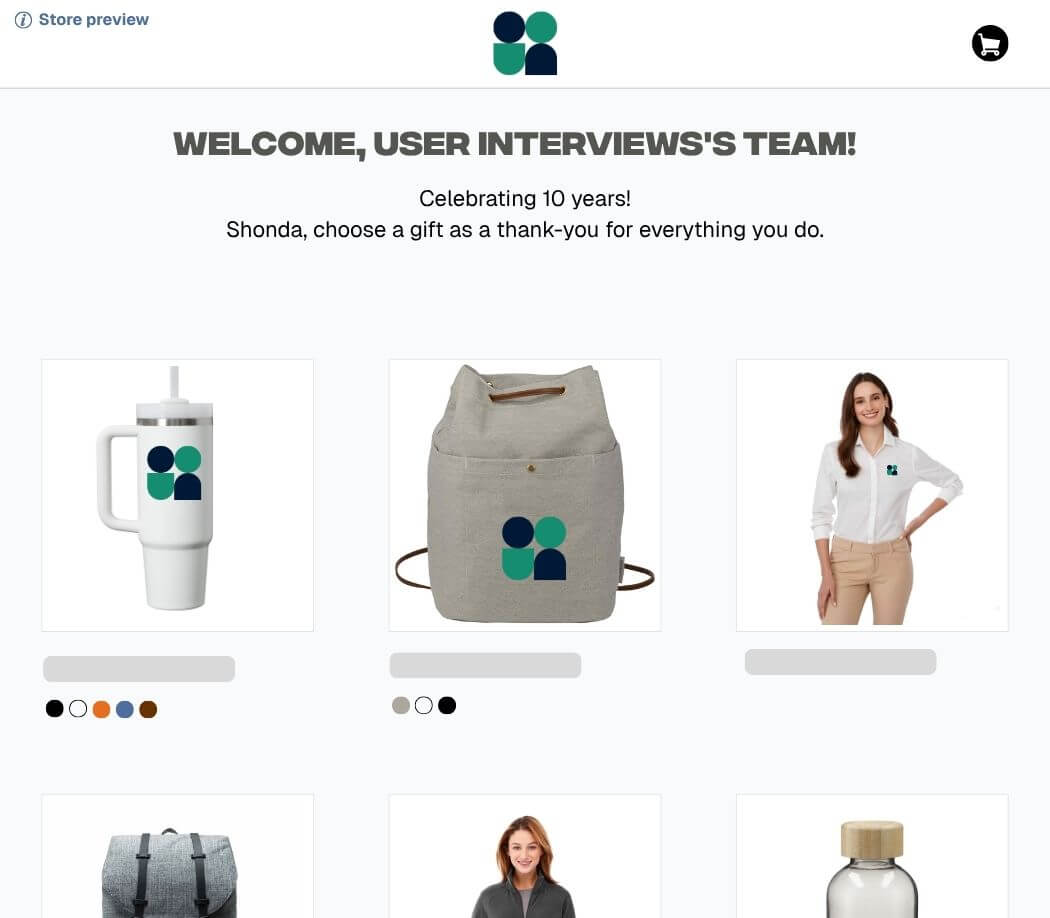 Store preview
WELCOME, USER INTERVIEWS'S TEAM!
Celebrating 10 years!
Shonda, choose a gift as a thank-you for everything you do.